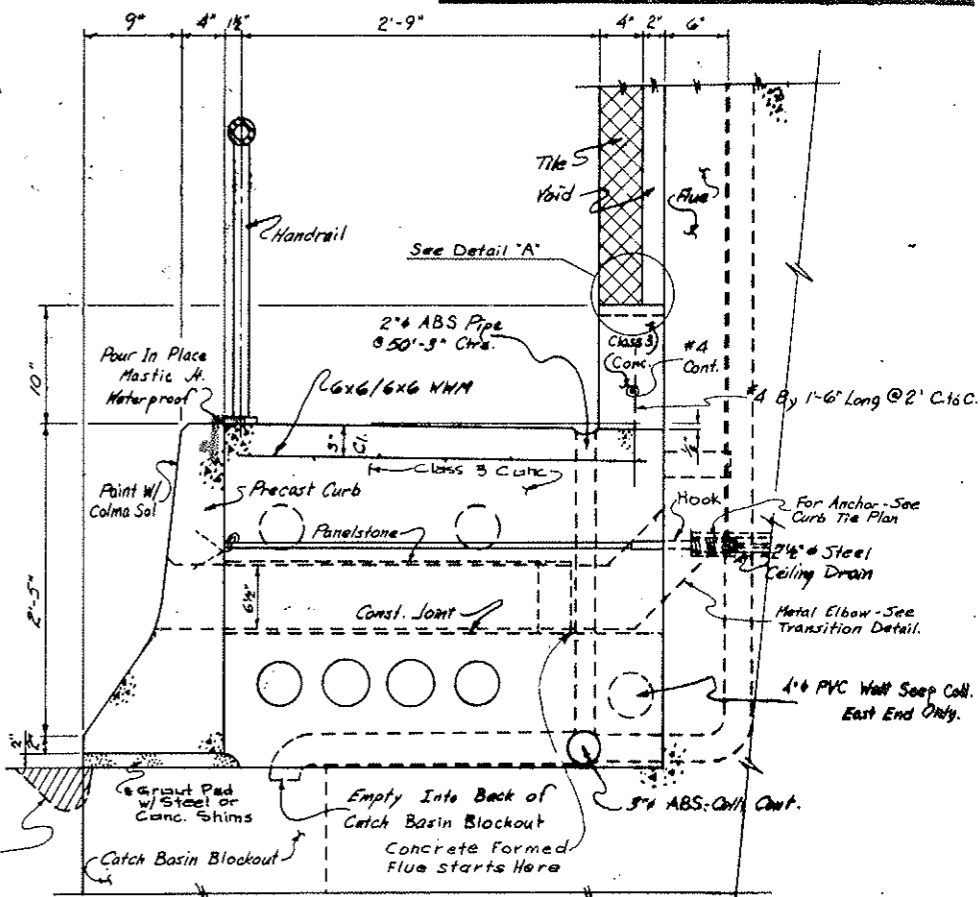 9" 4" 1½" 2'-9" 4" 2" 6"
Tile
Void
Flue
Handrail
See Detail "A"
2"ϕ ABS Pipe
@ 50'-3" Ctrs.
Class 3
Conc.
#4
Cont.
10"
Pour In Place
Mastic Jt.
Waterproof
6x6/6x6 WWM
#4 By 1'-6" Long @ 2' C. to C.
3"
Cl.
½"
Class 3 Conc
Paint W/
Colma Sol
Precast Curb
Hook
For Anchor-See
Curb Tie Plan
Panelstone
2½"ϕ Steel
Ceiling Drain
2'-5"
6½"
Const. Joint
Metal Elbow-See
Transition Detail.
4"ϕ PVC Wall Seep Coll.
East End Only.
2"
2"
Grout Pad
w/ Steel or
Conc. Shims
Empty Into Back of
Catch Basin Blockout
3"ϕ ABS-Coll. Cont.
Catch Basin Blockout
Concrete Formed
Flue starts Here